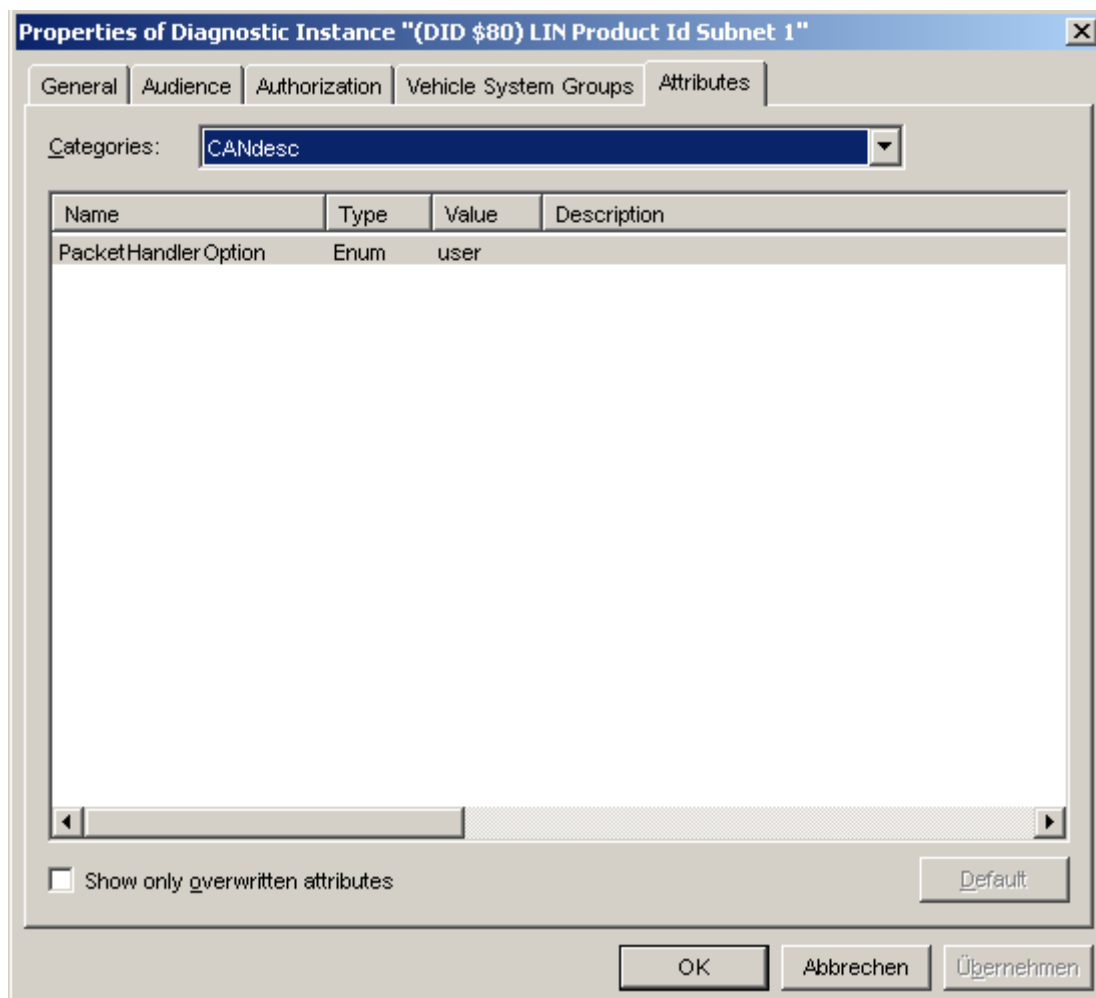 Properties of Diagnostic Instance "(DID $80) LIN Product Id Subnet 1"
General Audience Authorization Vehicle System Groups Attributes
Categories: CANdesc
Name Type Value Description
PacketHandlerOption Enum user
Show only overwritten attributes Default
OK Abbrechen Übernehmen